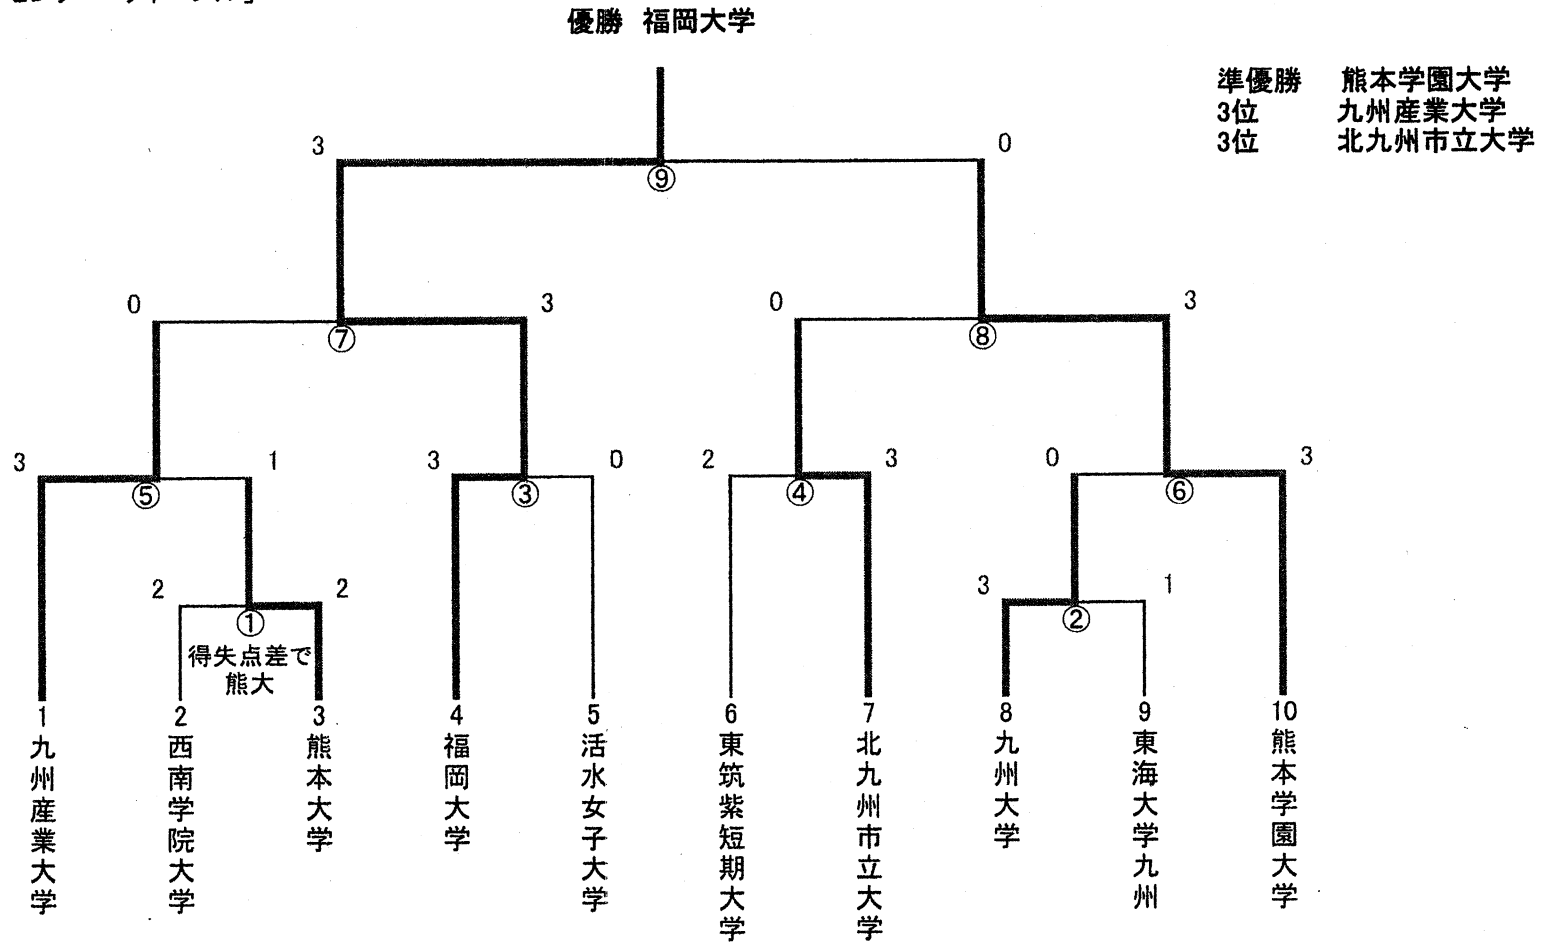 優勝 福岡大学
準優勝 熊本学園大学
3位 九州産業大学
3位 北九州市立大学
3 0
⑨
0 3 0 3
⑦ ⑧
3 1 3 0 2 3 0 3
⑤ ③ ④ ⑥
2 2 3 1
① ②
得失点差で
熊大
1 九州産業大学
2 西南学院大学
3 熊本大学
4 福岡大学
5 活水女子大学
6 東筑紫短期大学
7 北九州市立大学
8 九州大学
9 東海大学九州
10 熊本学園大学